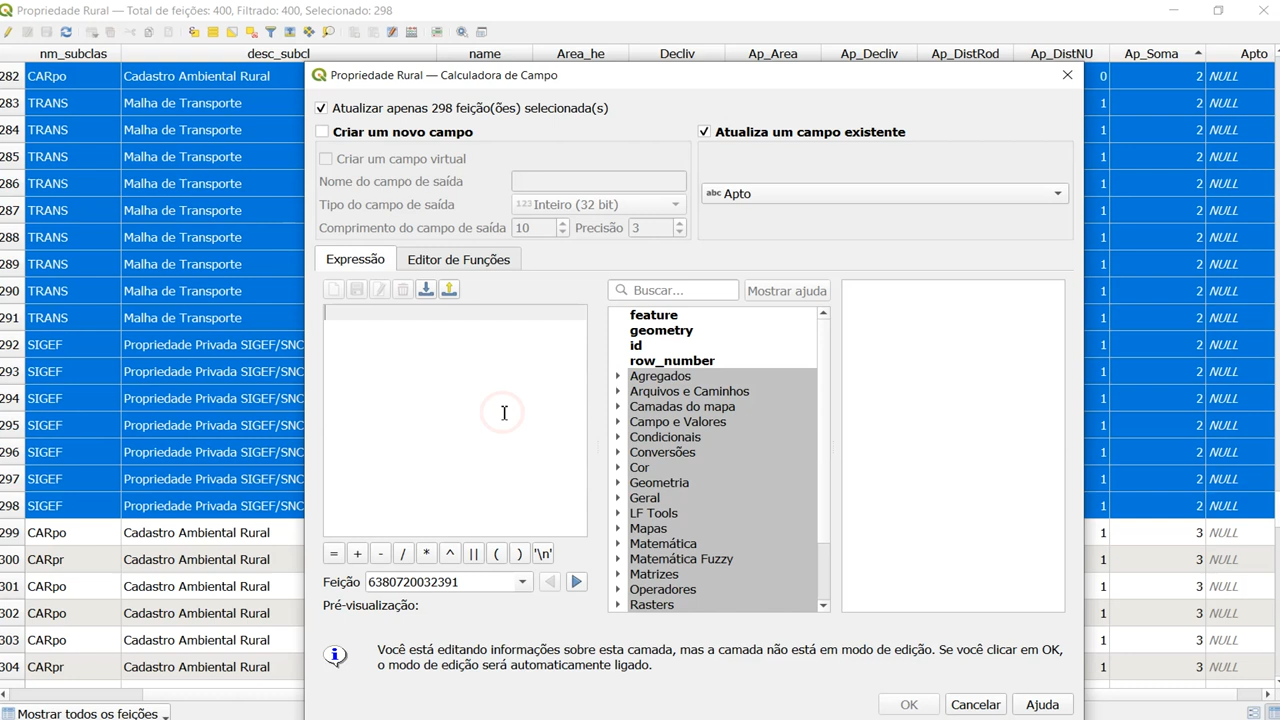 Propriedade Rural — Total de feições: 400, Filtrado: 400, Selecionado: 298
nm_subclas desc_subcl name Area_he Decliv Ap_Area Ap_Decliv Ap_DistRod Ap_DistNU Ap_Soma Apto
282 CARpo Cadastro Ambiental Rural 0 2 NULL
283 TRANS Malha de Transporte 1 2 NULL
284 TRANS Malha de Transporte 1 2 NULL
285 TRANS Malha de Transporte 1 2 NULL
286 TRANS Malha de Transporte 1 2 NULL
287 TRANS Malha de Transporte 1 2 NULL
288 TRANS Malha de Transporte 1 2 NULL
289 TRANS Malha de Transporte 1 2 NULL
290 TRANS Malha de Transporte 1 2 NULL
291 TRANS Malha de Transporte 1 2 NULL
292 SIGEF Propriedade Privada SIGEF/SNC 1 2 NULL
293 SIGEF Propriedade Privada SIGEF/SNC 1 2 NULL
294 SIGEF Propriedade Privada SIGEF/SNC 1 2 NULL
295 SIGEF Propriedade Privada SIGEF/SNC 1 2 NULL
296 SIGEF Propriedade Privada SIGEF/SNC 1 2 NULL
297 SIGEF Propriedade Privada SIGEF/SNC 1 2 NULL
298 SIGEF Propriedade Privada SIGEF/SNC 1 2 NULL
299 CARpo Cadastro Ambiental Rural 1 3 NULL
300 CARpr Cadastro Ambiental Rural 1 3 NULL
301 CARpo Cadastro Ambiental Rural 1 3 NULL
302 CARpo Cadastro Ambiental Rural 1 3 NULL
303 CARpo Cadastro Ambiental Rural 1 3 NULL
304 CARpr Cadastro Ambiental Rural 1 3 NULL
Mostrar todos os feições
Propriedade Rural — Calculadora de Campo
Atualizar apenas 298 feição(ões) selecionada(s)
Criar um novo campo
Criar um campo virtual
Nome do campo de saída
Tipo do campo de saída 123 Inteiro (32 bit)
Comprimento do campo de saída 10 Precisão 3
Atualiza um campo existente
abc Apto
Expressão Editor de Funções
Buscar... Mostrar ajuda
feature
geometry
id
row_number
Agregados
Arquivos e Caminhos
Camadas do mapa
Campo e Valores
Condicionais
Conversões
Cor
Geometria
Geral
LF Tools
Mapas
Matemática
Matemática Fuzzy
Matrizes
Operadores
Rasters
= + - / * ^ || ( ) '\n'
Feição 6380720032391
Pré-visualização:
Você está editando informações sobre esta camada, mas a camada não está em modo de edição. Se você clicar em OK,
o modo de edição será automaticamente ligado.
OK Cancelar Ajuda